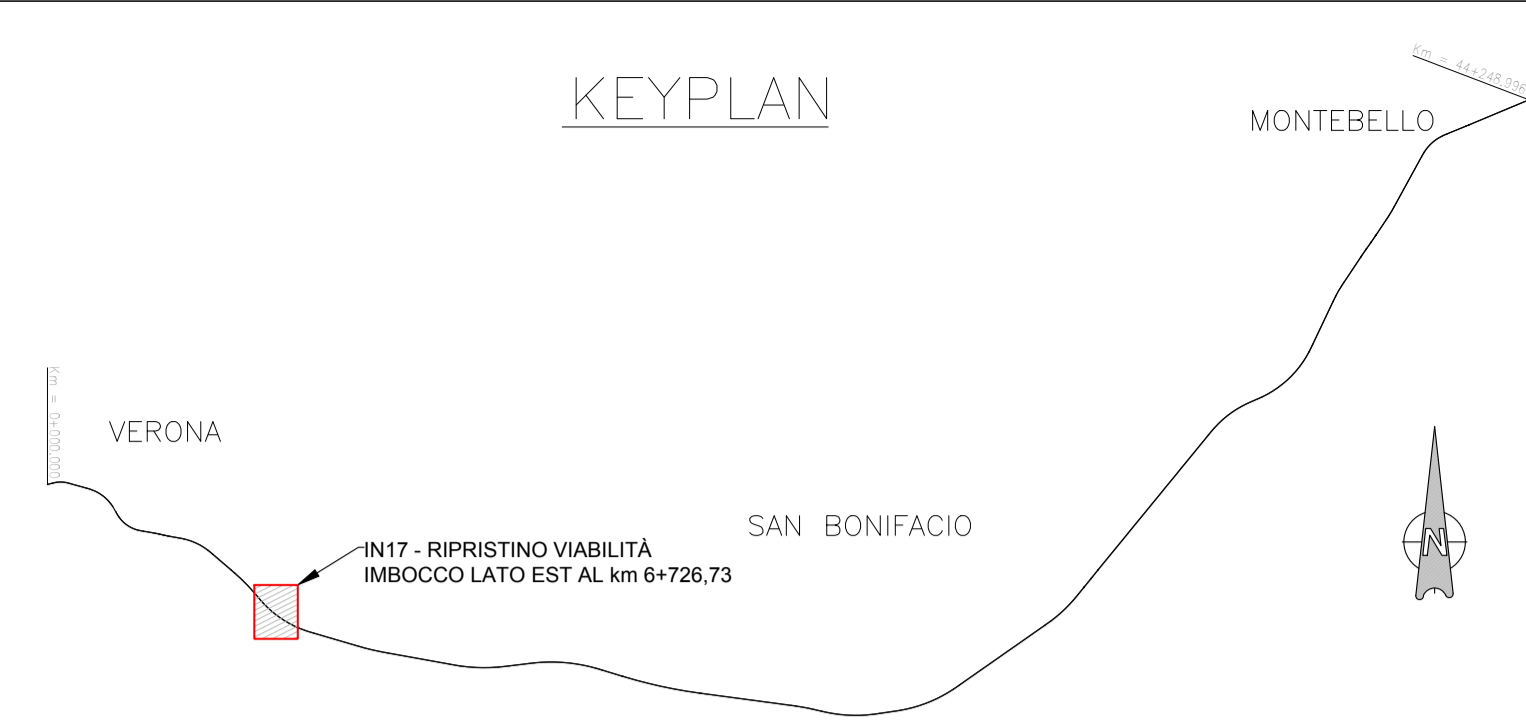 KEYPLAN
Km = 44+248,996
MONTEBELLO
Km = 0+000,000
VERONA
SAN BONIFACIO
IN17 - RIPRISTINO VIABILITÀ
IMBOCCO LATO EST AL km 6+726,73
N